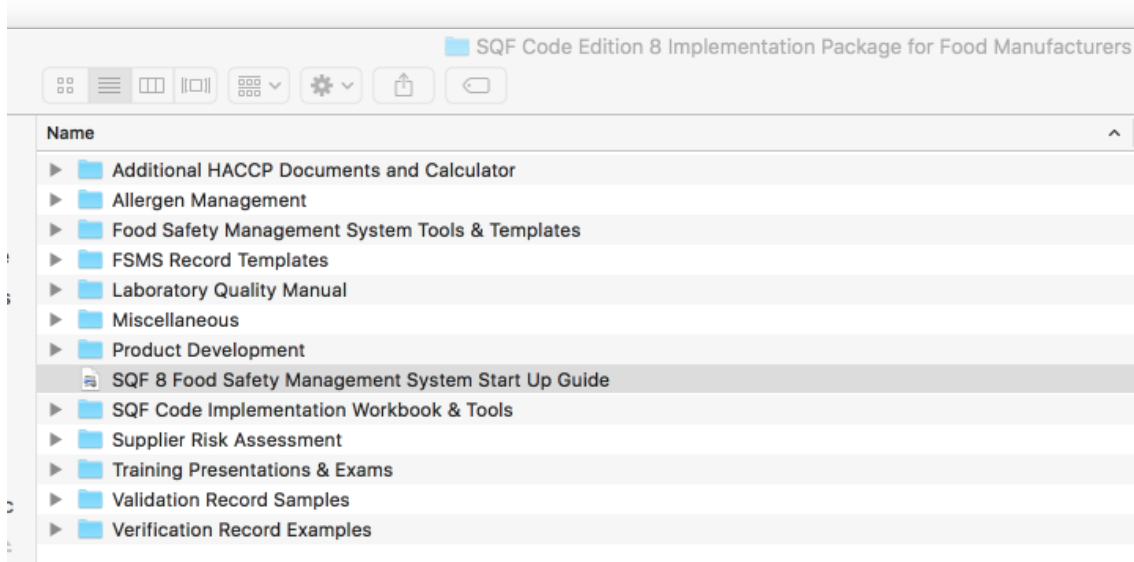 SQF Code Edition 8 Implementation Package for Food Manufacturers
Name
Additional HACCP Documents and Calculator
Allergen Management
Food Safety Management System Tools & Templates
FSMS Record Templates
Laboratory Quality Manual
Miscellaneous
Product Development
SQF 8 Food Safety Management System Start Up Guide
SQF Code Implementation Workbook & Tools
Supplier Risk Assessment
Training Presentations & Exams
Validation Record Samples
Verification Record Examples